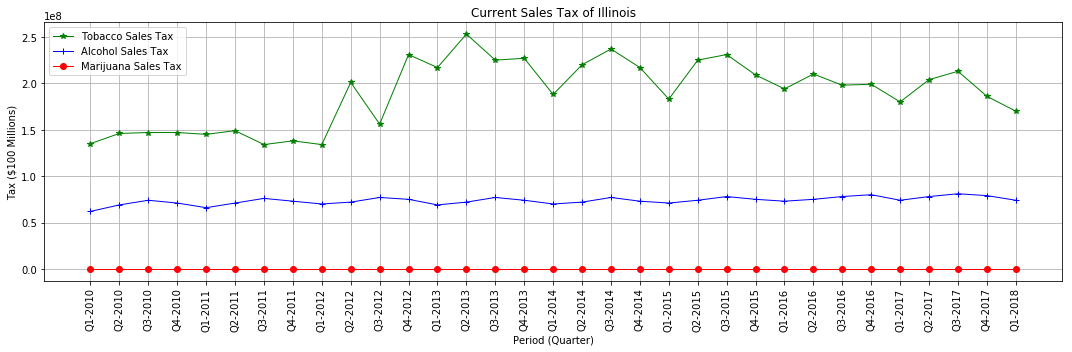 Current Sales Tax of Illinois
1e8
Tobacco Sales Tax
Alcohol Sales Tax
Marijuana Sales Tax
2.5
2.0
1.5
1.0
0.5
0.0
Tax ($100 Millions)
Q1-2010
Q2-2010
Q3-2010
Q4-2010
Q1-2011
Q2-2011
Q3-2011
Q4-2011
Q1-2012
Q2-2012
Q3-2012
Q4-2012
Q1-2013
Q2-2013
Q3-2013
Q4-2013
Q1-2014
Q2-2014
Q3-2014
Q4-2014
Q1-2015
Q2-2015
Q3-2015
Q4-2015
Q1-2016
Q2-2016
Q3-2016
Q4-2016
Q1-2017
Q2-2017
Q3-2017
Q4-2017
Q1-2018
Period (Quarter)